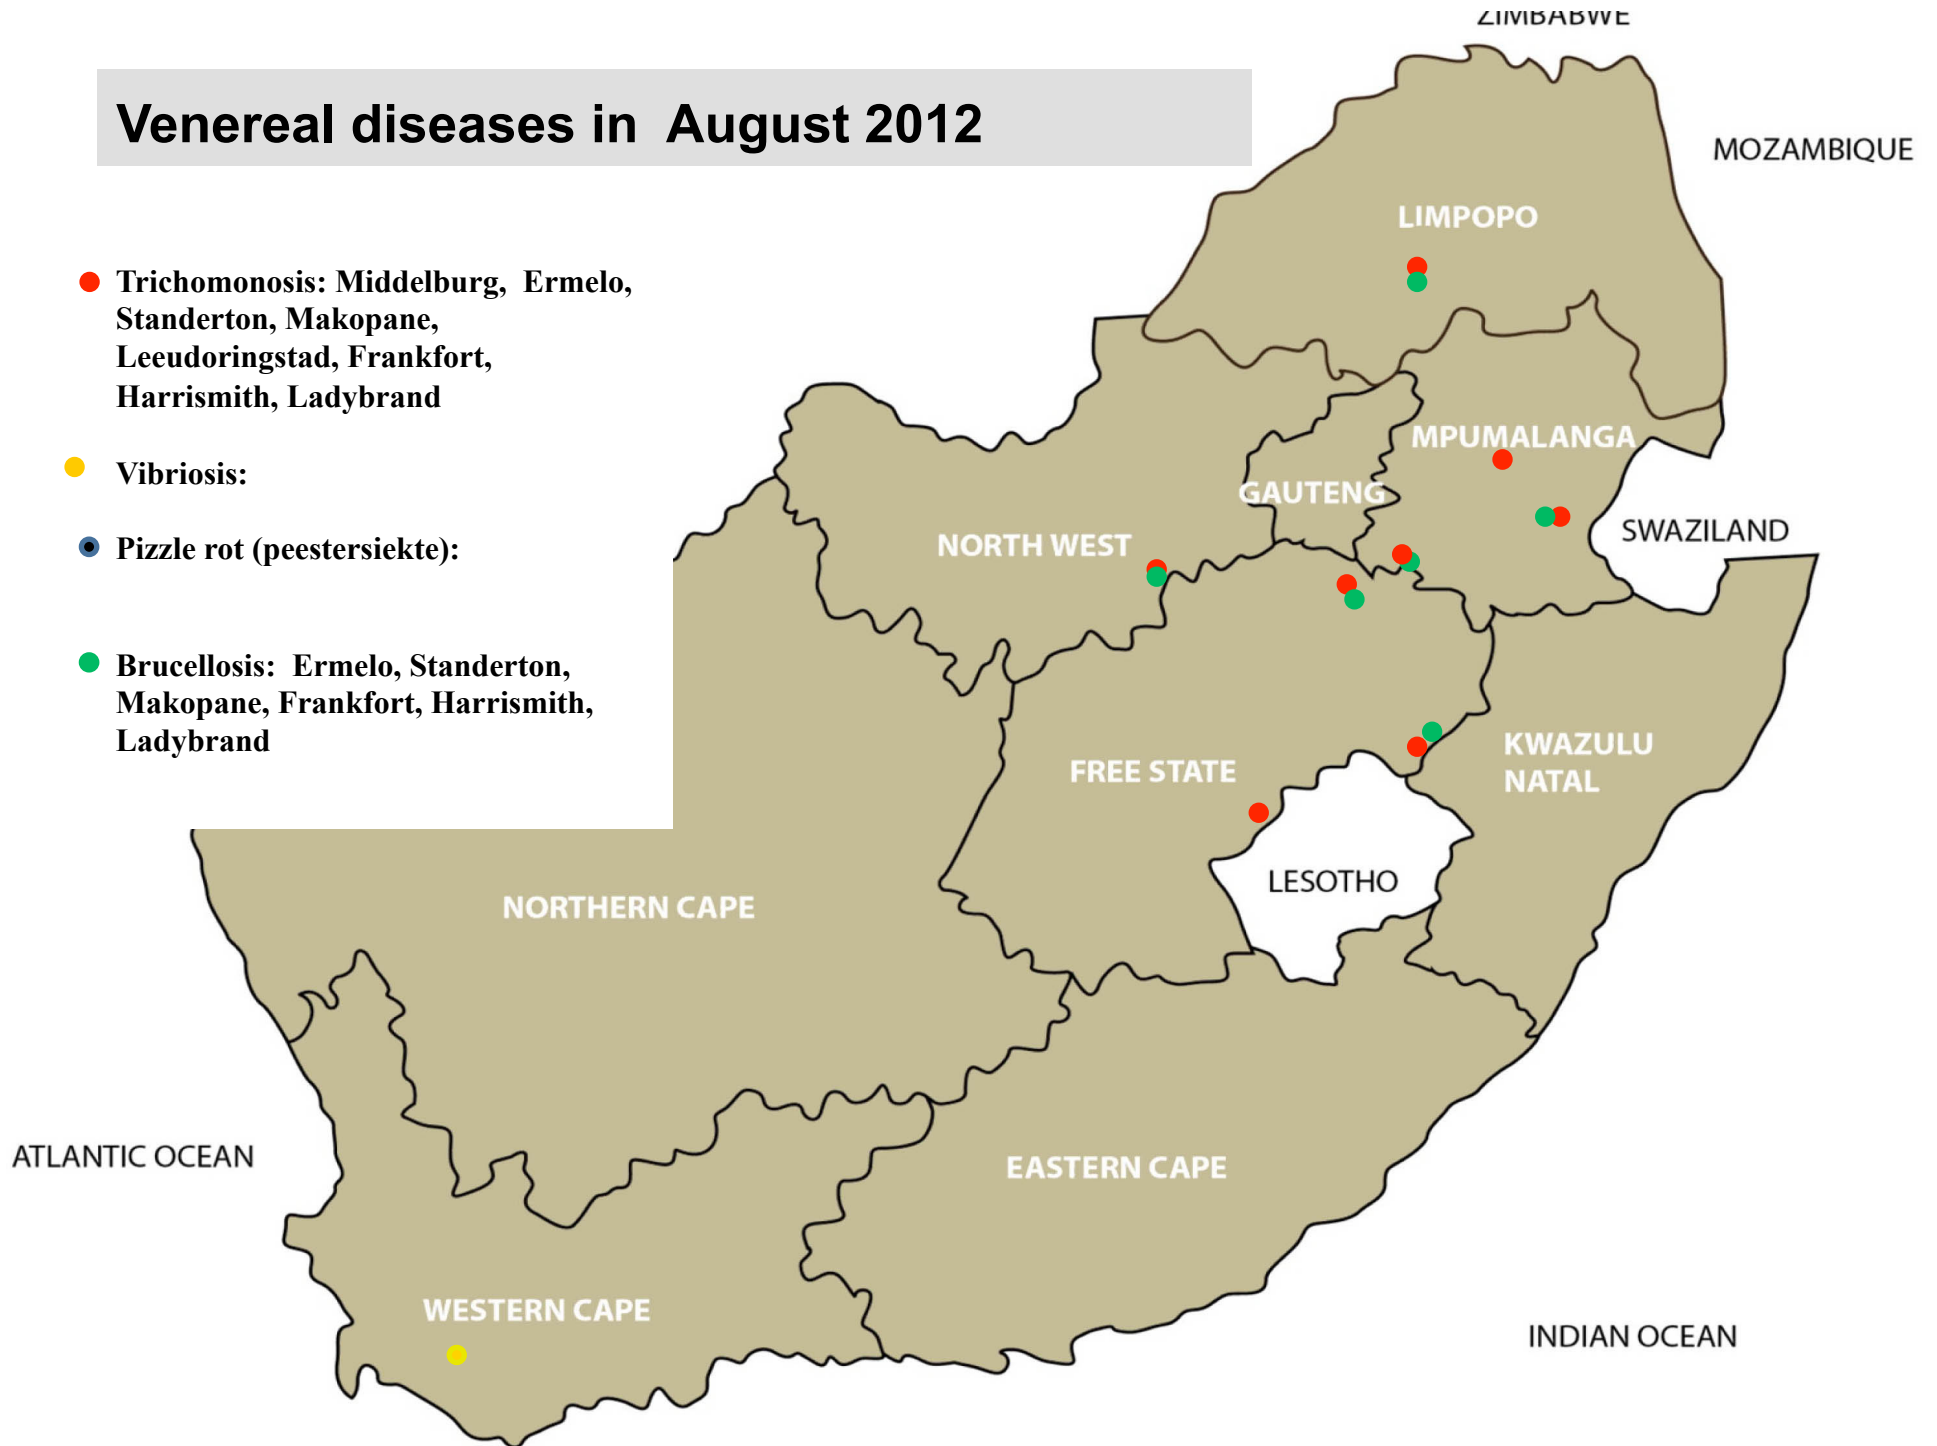 ZIMBABWE
Venereal diseases in  August 2012
MOZAMBIQUE
LIMPOPO
Trichomonosis: Middelburg,  Ermelo,
Standerton, Makopane,
Leeudoringstad, Frankfort,
Harrismith, Ladybrand
MPUMALANGA
Vibriosis:
GAUTENG
SWAZILAND
NORTH WEST
Pizzle rot (peestersiekte):
Brucellosis:  Ermelo, Standerton,
Makopane, Frankfort, Harrismith,
Ladybrand
KWAZULU
NATAL
FREE STATE
LESOTHO
NORTHERN CAPE
ATLANTIC OCEAN
EASTERN CAPE
WESTERN CAPE
INDIAN OCEAN